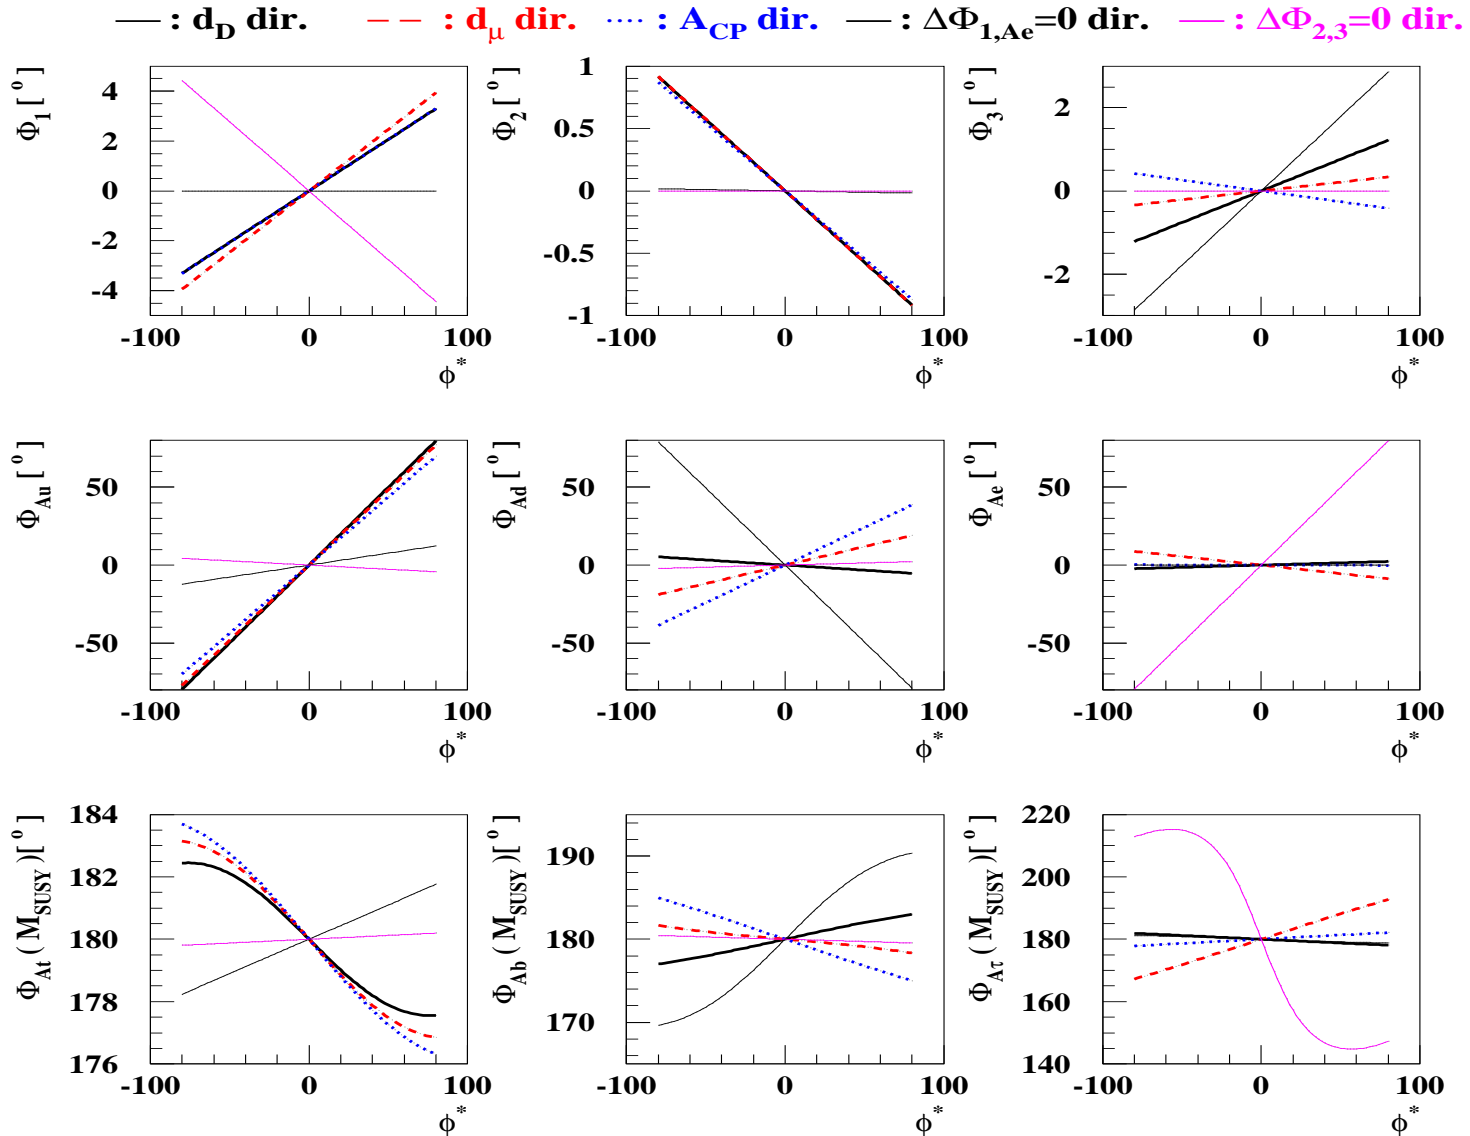 — : d_D dir. – – : d_μ dir. ···· : A_CP dir. — : ΔΦ_1,Ae=0 dir. — : ΔΦ_2,3=0 dir.
Φ_1 [°]
4
2
0
-2
-4
-100 0 100
φ*
Φ_2 [°]
1
0.5
0
-0.5
-1
-100 0 100
φ*
Φ_3 [°]
2
0
-2
-100 0 100
φ*
Φ_Au [°]
50
0
-50
-100 0 100
φ*
Φ_Ad [°]
50
0
-50
-100 0 100
φ*
Φ_Ae [°]
50
0
-50
-100 0 100
φ*
Φ_At (M_SUSY)[°]
184
182
180
178
176
-100 0 100
φ*
Φ_Ab (M_SUSY)[°]
190
180
170
-100 0 100
φ*
Φ_Aτ (M_SUSY)[°]
220
200
180
160
140
-100 0 100
φ*